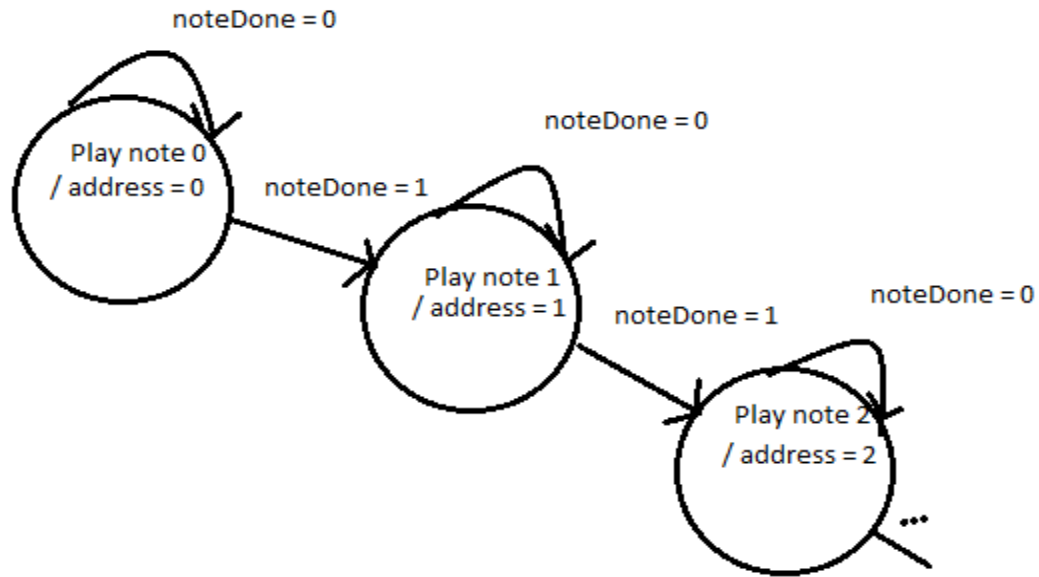 noteDone = 0
Play note 0
/ address = 0
noteDone = 1
noteDone = 0
Play note 1
/ address = 1
noteDone = 1
noteDone = 0
Play note 2
/ address = 2
...